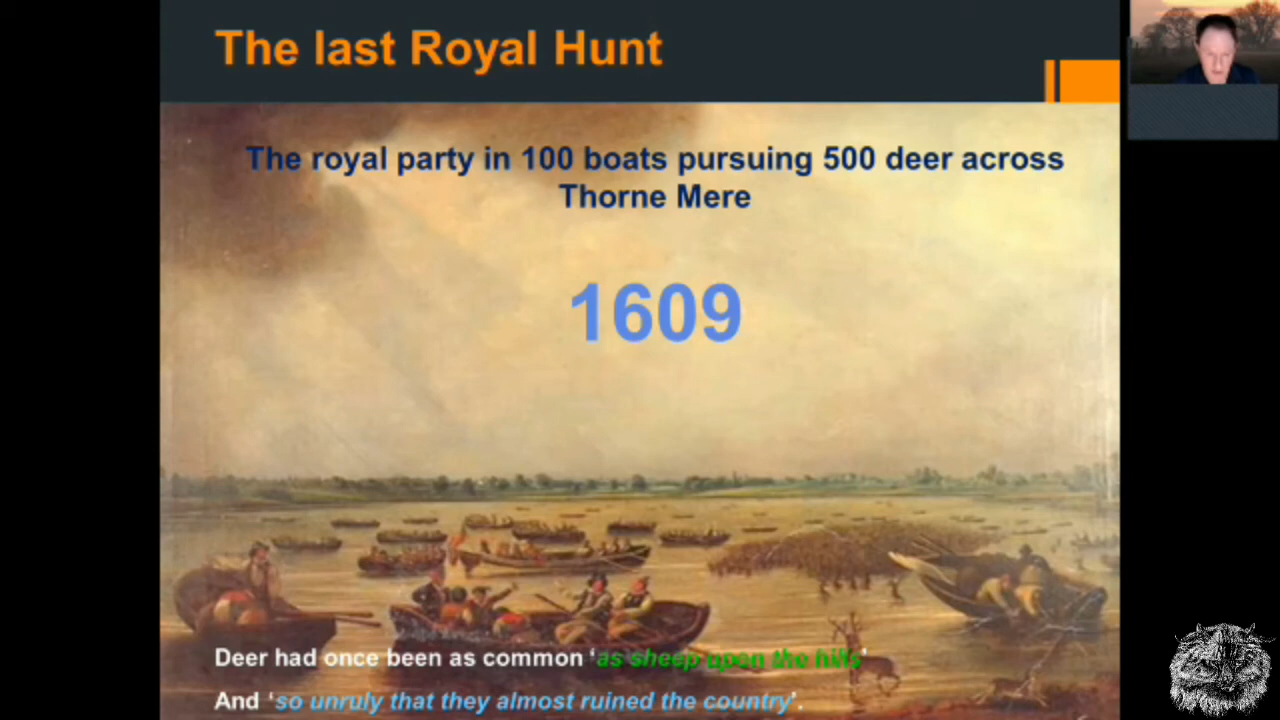 The last Royal Hunt
The royal party in 100 boats pursuing 500 deer across
Thorne Mere
1609
Deer had once been as common ‘as sheep upon the hills’
And ‘so unruly that they almost ruined the country’.